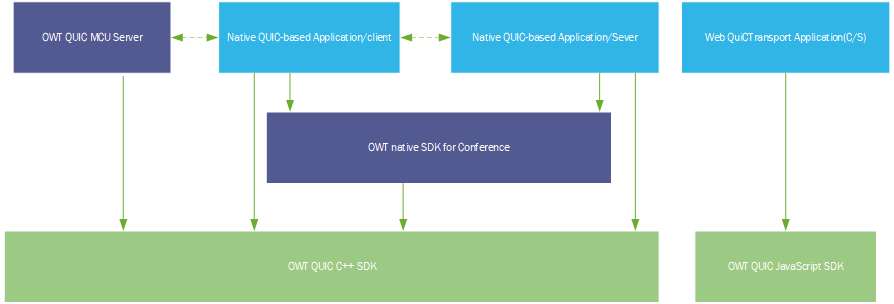 OWT QUIC MCU Server
Native QUIC-based Application/client
Native QUIC-based Application/Sever
Web QuiCTransport Application(C/S)
OWT native SDK for Conference
OWT QUIC C++ SDK
OWT QUIC JavaScript SDK